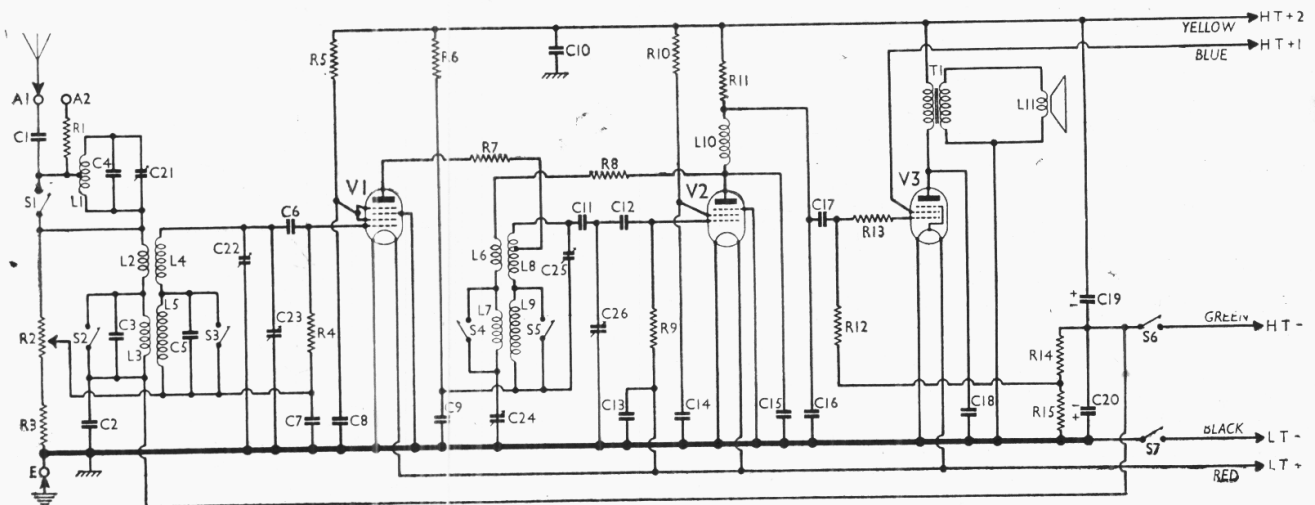 HT+2
YELLOW
HT+1
BLUE
R5
R6
C10
R10
R11
T1
L11
A1
A2
C1
R1
C4
C21
L1
S1
L10
R7
R8
V1
V2
V3
C6
C11
C12
C17
R13
L2
L4
C22
L6
L8
C25
C3
L5
C23
R4
L7
L9
C26
R9
R12
C19
+
-
GREEN
HT-
S6
R2
S2
L3
C5
S3
S4
S5
R14
R3
C2
C7
C8
C9
C24
C13
C14
C15
C16
C18
R15
C20
-
+
BLACK
LT-
S7
E
RED
LT+